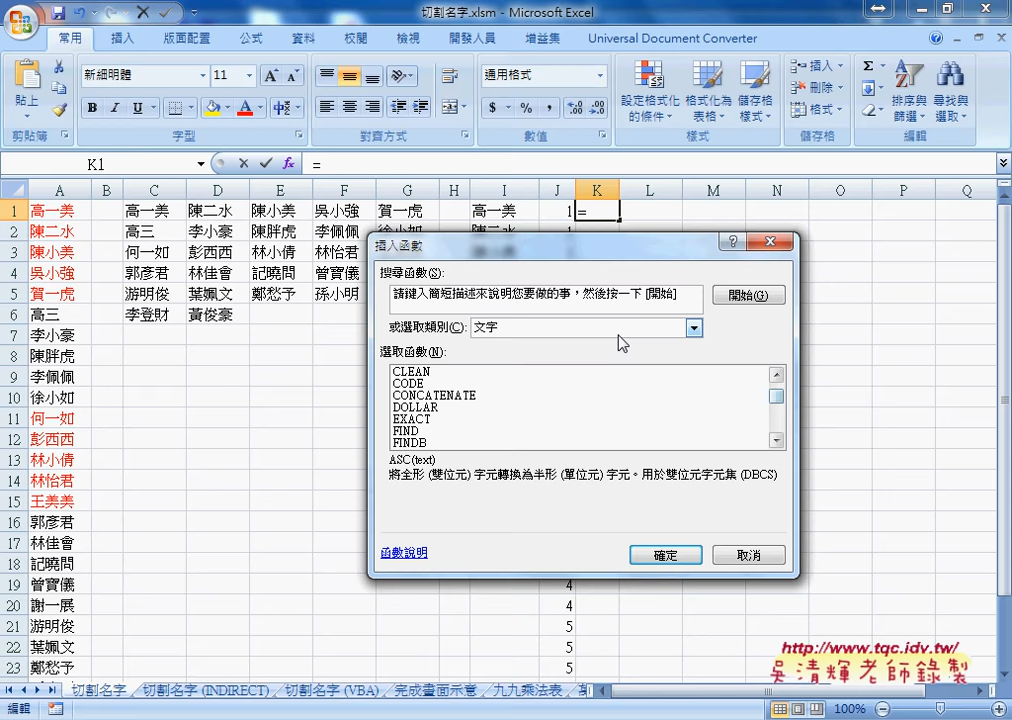 切割名字.xlsm - Microsoft Excel
常用 插入 版面配置 公式 資料 校閱 檢視 開發人員 增益集 Universal Document Converter
新細明體 11 通用格式
貼上 設定格式化的條件 格式化為表格 儲存格樣式 插入 刪除 格式 排序與篩選 尋找與選取
剪貼簿 字型 對齊方式 數值 樣式 儲存格 編輯
K1 =
A B C D E F G H I J K L M N O P Q
1 高一美 高一美 陳二水 陳小美 吳小強 賀一虎 高一美 1 =
2 陳二水 高三 李小豪 陳胖虎 李佩佩 徐小如 陳二水 1
3 陳小美 何一如 彭西西 林小倩 林怡君
4 吳小強 郭彥君 林佳會 記曉問 曾寶儀
5 賀一虎 游明俊 葉姵文 鄭愁予 孫小明
6 高三 李登財 黃俊豪
7 李小豪
8 陳胖虎
9 李佩佩
10 徐小如
11 何一如
12 彭西西
13 林小倩
14 林怡君
15 王美美
16 郭彥君
17 林佳會
18 記曉問
19 曾寶儀 4
20 謝一展 4
21 游明俊 5
22 葉姵文 5
23 鄭愁予 5
插入函數
搜尋函數(S):
請鍵入簡短描述來說明您要做的事，然後按一下 [開始]
開始(G)
或選取類別(C): 文字
選取函數(N):
CLEAN
CODE
CONCATENATE
DOLLAR
EXACT
FIND
FINDB
ASC(text)
將全形 (雙位元) 字元轉換為半形 (單位元) 字元。用於雙位元字元集 (DBCS)
函數說明 確定 取消
http://www.tqc.idv.tw/
吳清輝老師錄製
切割名字 切割名字 (INDIRECT) 切割名字 (VBA) 完成畫面示意 九九乘法表
編輯 100%